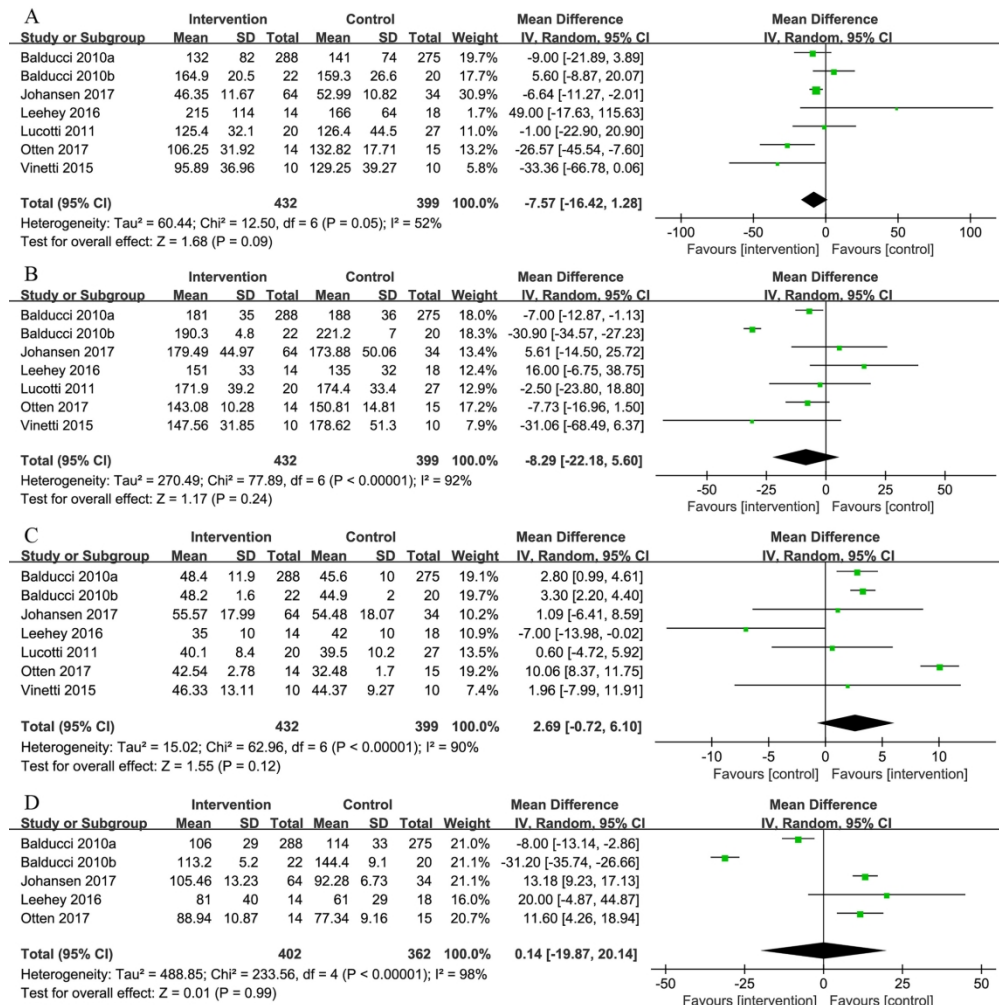 A
Intervention Control Mean Difference Mean Difference
Study or Subgroup Mean SD Total Mean SD Total Weight IV, Random, 95% CI IV, Random, 95% CI
Balducci 2010a 132 82 288 141 74 275 19.7% -9.00 [-21.89, 3.89]
Balducci 2010b 164.9 20.5 22 159.3 26.6 20 17.7% 5.60 [-8.87, 20.07]
Johansen 2017 46.35 11.67 64 52.99 10.82 34 30.9% -6.64 [-11.27, -2.01]
Leehey 2016 215 114 14 166 64 18 1.7% 49.00 [-17.63, 115.63]
Lucotti 2011 125.4 32.1 20 126.4 44.5 27 11.0% -1.00 [-22.90, 20.90]
Otten 2017 106.25 31.92 14 132.82 17.71 15 13.2% -26.57 [-45.54, -7.60]
Vinetti 2015 95.89 36.96 10 129.25 39.27 10 5.8% -33.36 [-66.78, 0.06]
Total (95% CI) 432 399 100.0% -7.57 [-16.42, 1.28]
Heterogeneity: Tau² = 60.44; Chi² = 12.50, df = 6 (P = 0.05); I² = 52%
Test for overall effect: Z = 1.68 (P = 0.09)
-100 -50 0 50 100
Favours [intervention] Favours [control]
B
Intervention Control Mean Difference Mean Difference
Study or Subgroup Mean SD Total Mean SD Total Weight IV, Random, 95% CI IV, Random, 95% CI
Balducci 2010a 181 35 288 188 36 275 18.0% -7.00 [-12.87, -1.13]
Balducci 2010b 190.3 4.8 22 221.2 7 20 18.3% -30.90 [-34.57, -27.23]
Johansen 2017 179.49 44.97 64 173.88 50.06 34 13.4% 5.61 [-14.50, 25.72]
Leehey 2016 151 33 14 135 32 18 12.4% 16.00 [-6.75, 38.75]
Lucotti 2011 171.9 39.2 20 174.4 33.4 27 12.9% -2.50 [-23.80, 18.80]
Otten 2017 143.08 10.28 14 150.81 14.81 15 17.2% -7.73 [-16.96, 1.50]
Vinetti 2015 147.56 31.85 10 178.62 51.3 10 7.9% -31.06 [-68.49, 6.37]
Total (95% CI) 432 399 100.0% -8.29 [-22.18, 5.60]
Heterogeneity: Tau² = 270.49; Chi² = 77.89, df = 6 (P < 0.00001); I² = 92%
Test for overall effect: Z = 1.17 (P = 0.24)
-50 -25 0 25 50
Favours [intervention] Favours [control]
C
Intervention Control Mean Difference Mean Difference
Study or Subgroup Mean SD Total Mean SD Total Weight IV, Random, 95% CI IV, Random, 95% CI
Balducci 2010a 48.4 11.9 288 45.6 10 275 19.1% 2.80 [0.99, 4.61]
Balducci 2010b 48.2 1.6 22 44.9 2 20 20.0% 3.30 [2.20, 4.40]
Johansen 2017 55.57 17.99 64 54.48 18.07 34 10.2% 1.09 [-6.41, 8.59]
Leehey 2016 35 10 14 42 10 18 10.9% -7.00 [-13.98, -0.02]
Lucotti 2011 40.1 8.4 20 39.5 10.2 27 13.5% 0.60 [-4.72, 5.92]
Otten 2017 42.54 2.78 14 32.48 1.7 15 19.2% 10.06 [8.37, 11.75]
Vinetti 2015 46.33 13.11 10 44.37 9.27 10 7.4% 1.96 [-7.99, 11.91]
Total (95% CI) 432 399 100.0% 2.69 [-0.72, 6.10]
Heterogeneity: Tau² = 15.02; Chi² = 62.96, df = 6 (P < 0.00001); I² = 90%
Test for overall effect: Z = 1.55 (P = 0.12)
-10 -5 0 5 10
Favours [control] Favours [intervention]
D
Intervention Control Mean Difference Mean Difference
Study or Subgroup Mean SD Total Mean SD Total Weight IV, Random, 95% CI IV, Random, 95% CI
Balducci 2010a 106 29 288 114 33 275 21.0% -8.00 [-13.14, -2.86]
Balducci 2010b 113.2 5.2 22 144.4 9.1 20 21.1% -31.20 [-35.74, -26.66]
Johansen 2017 105.46 13.23 64 92.28 6.73 34 21.1% 13.18 [9.23, 17.13]
Leehey 2016 81 40 14 61 29 18 16.0% 20.00 [-4.87, 44.87]
Otten 2017 88.94 10.87 14 77.34 9.16 15 20.7% 11.60 [4.26, 18.94]
Total (95% CI) 402 362 100.0% 0.14 [-19.87, 20.14]
Heterogeneity: Tau² = 488.85; Chi² = 233.56, df = 4 (P < 0.00001); I² = 98%
Test for overall effect: Z = 0.01 (P = 0.99)
-50 -25 0 25 50
Favours [intervention] Favours [control]